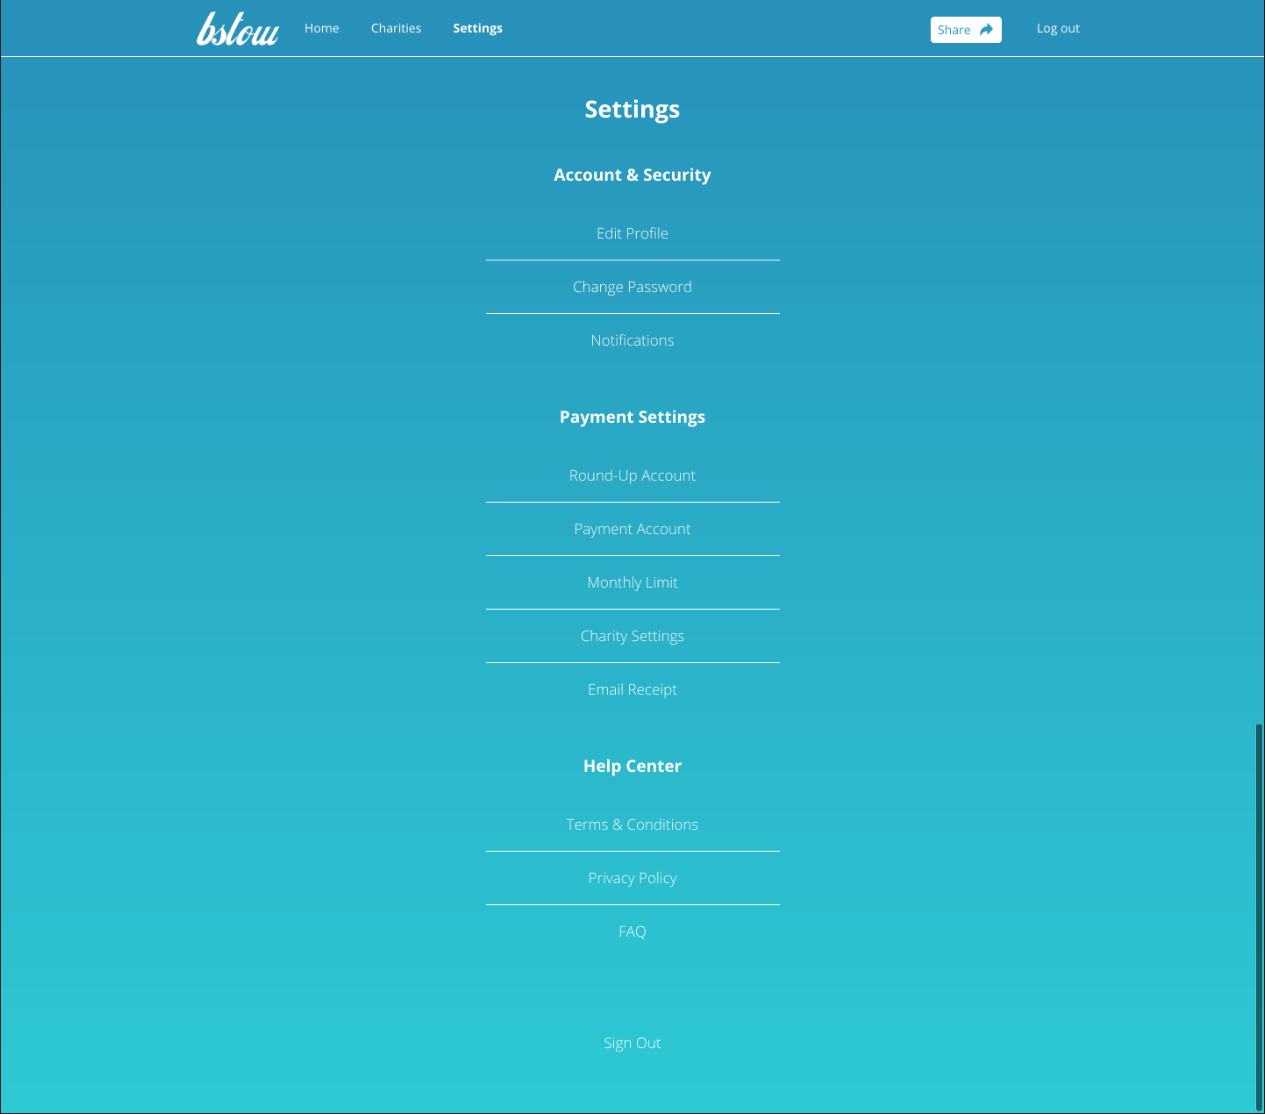 bstow Home Charities Settings Share Log out
Settings
Account & Security
Edit Profile
Change Password
Notifications
Payment Settings
Round-Up Account
Payment Account
Monthly Limit
Charity Settings
Email Receipt
Help Center
Terms & Conditions
Privacy Policy
FAQ
Sign Out